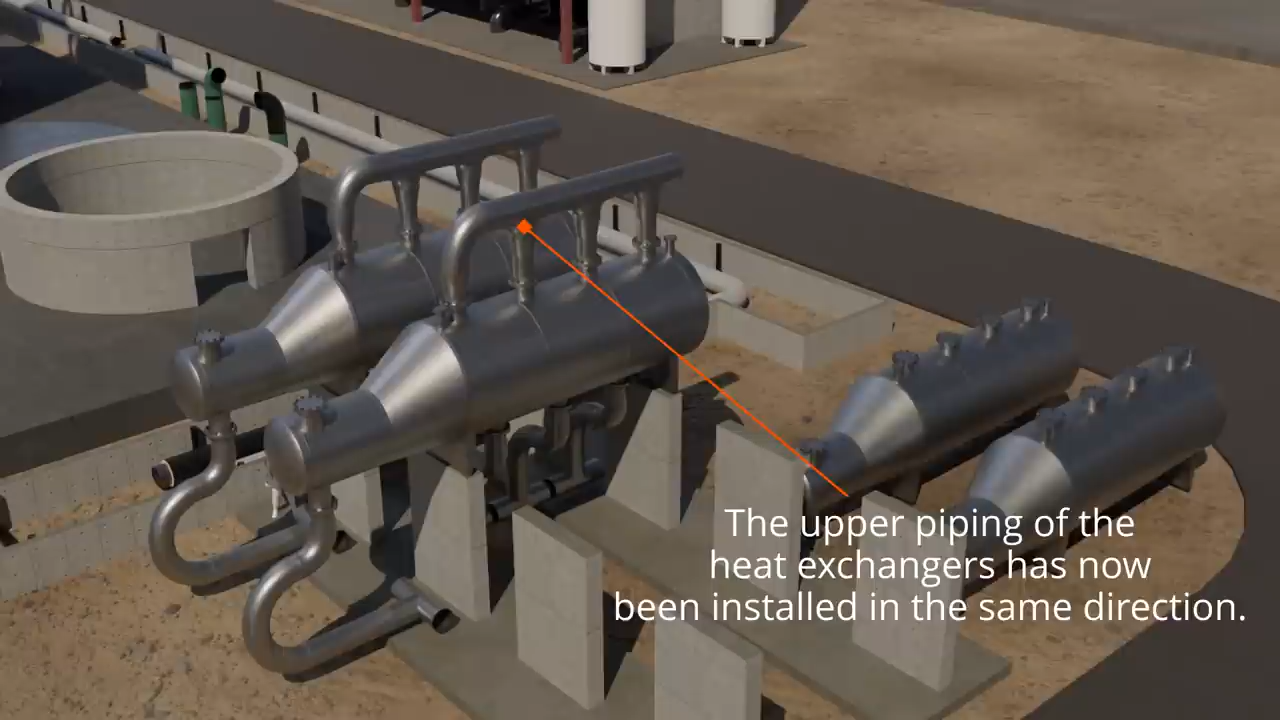 The upper piping of the
heat exchangers has now
been installed in the same direction.